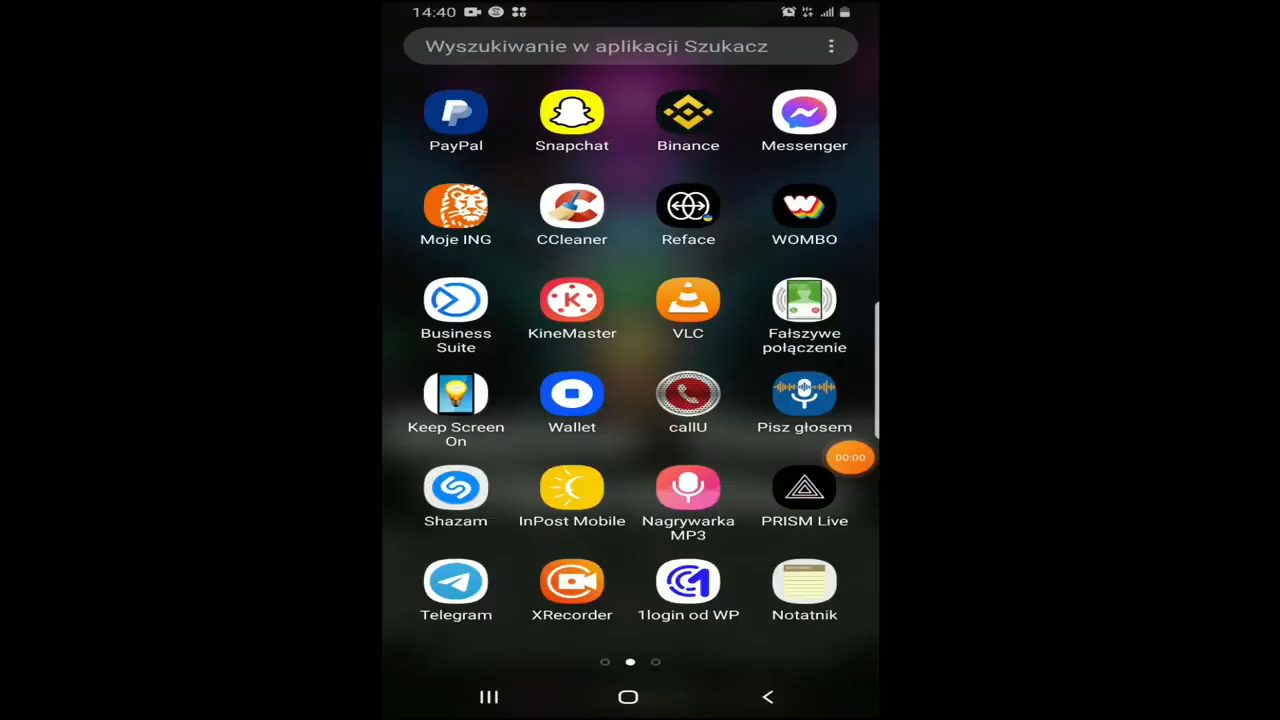 14:40
Wyszukiwanie w aplikacji Szukacz
PayPal
Snapchat
Binance
Messenger
Moje ING
CCleaner
Reface
WOMBO
Business
Suite
KineMaster
VLC
Fałszywe
połączenie
Keep Screen
On
Wallet
callU
Pisz głosem
00:00
Shazam
InPost Mobile
Nagrywarka
MP3
PRISM Live
Telegram
XRecorder
1login od WP
Notatnik